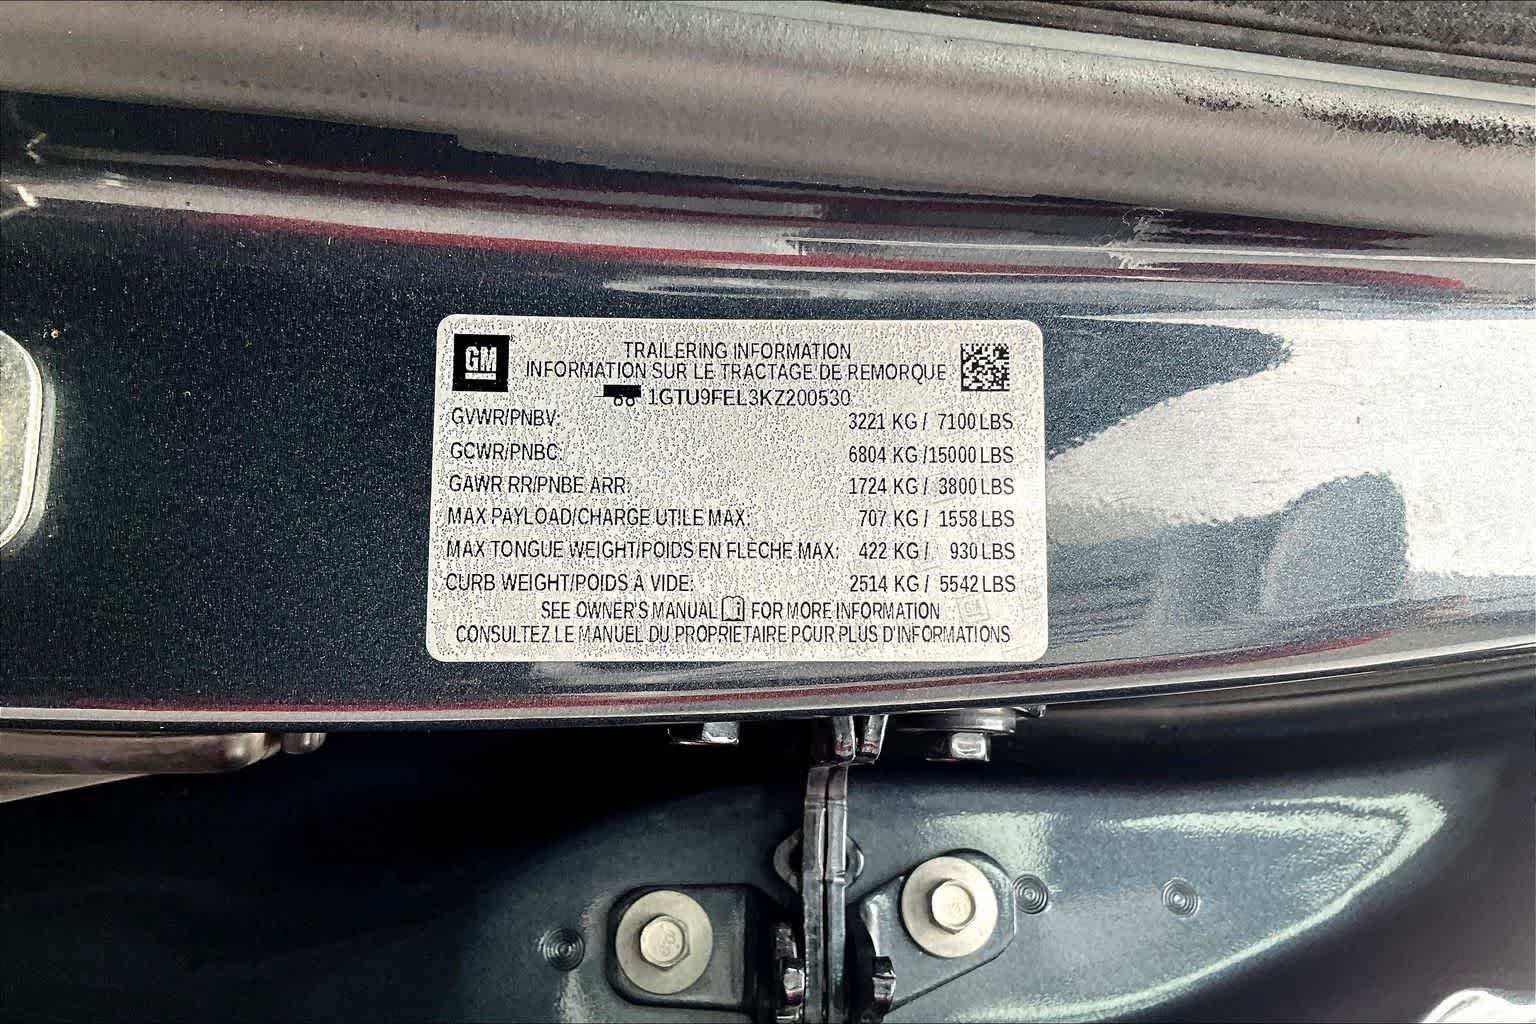 GM
TRAILERING INFORMATION
INFORMATION SUR LE TRACTAGE DE REMORQUE
1GTU9FEL3KZ200530
GVWR/PNBV: 3221 KG / 7100 LBS
GCWR/PNBC: 6804 KG / 15000 LBS
GAWR RR/PNBE ARR: 1724 KG / 3800 LBS
MAX PAYLOAD/CHARGE UTILE MAX: 707 KG / 1558 LBS
MAX TONGUE WEIGHT/POIDS EN FLECHE MAX: 422 KG / 930 LBS
CURB WEIGHT/POIDS À VIDE: 2514 KG / 5542 LBS
SEE OWNER'S MANUAL FOR MORE INFORMATION
CONSULTEZ LE MANUEL DU PROPRIETAIRE POUR PLUS D'INFORMATIONS